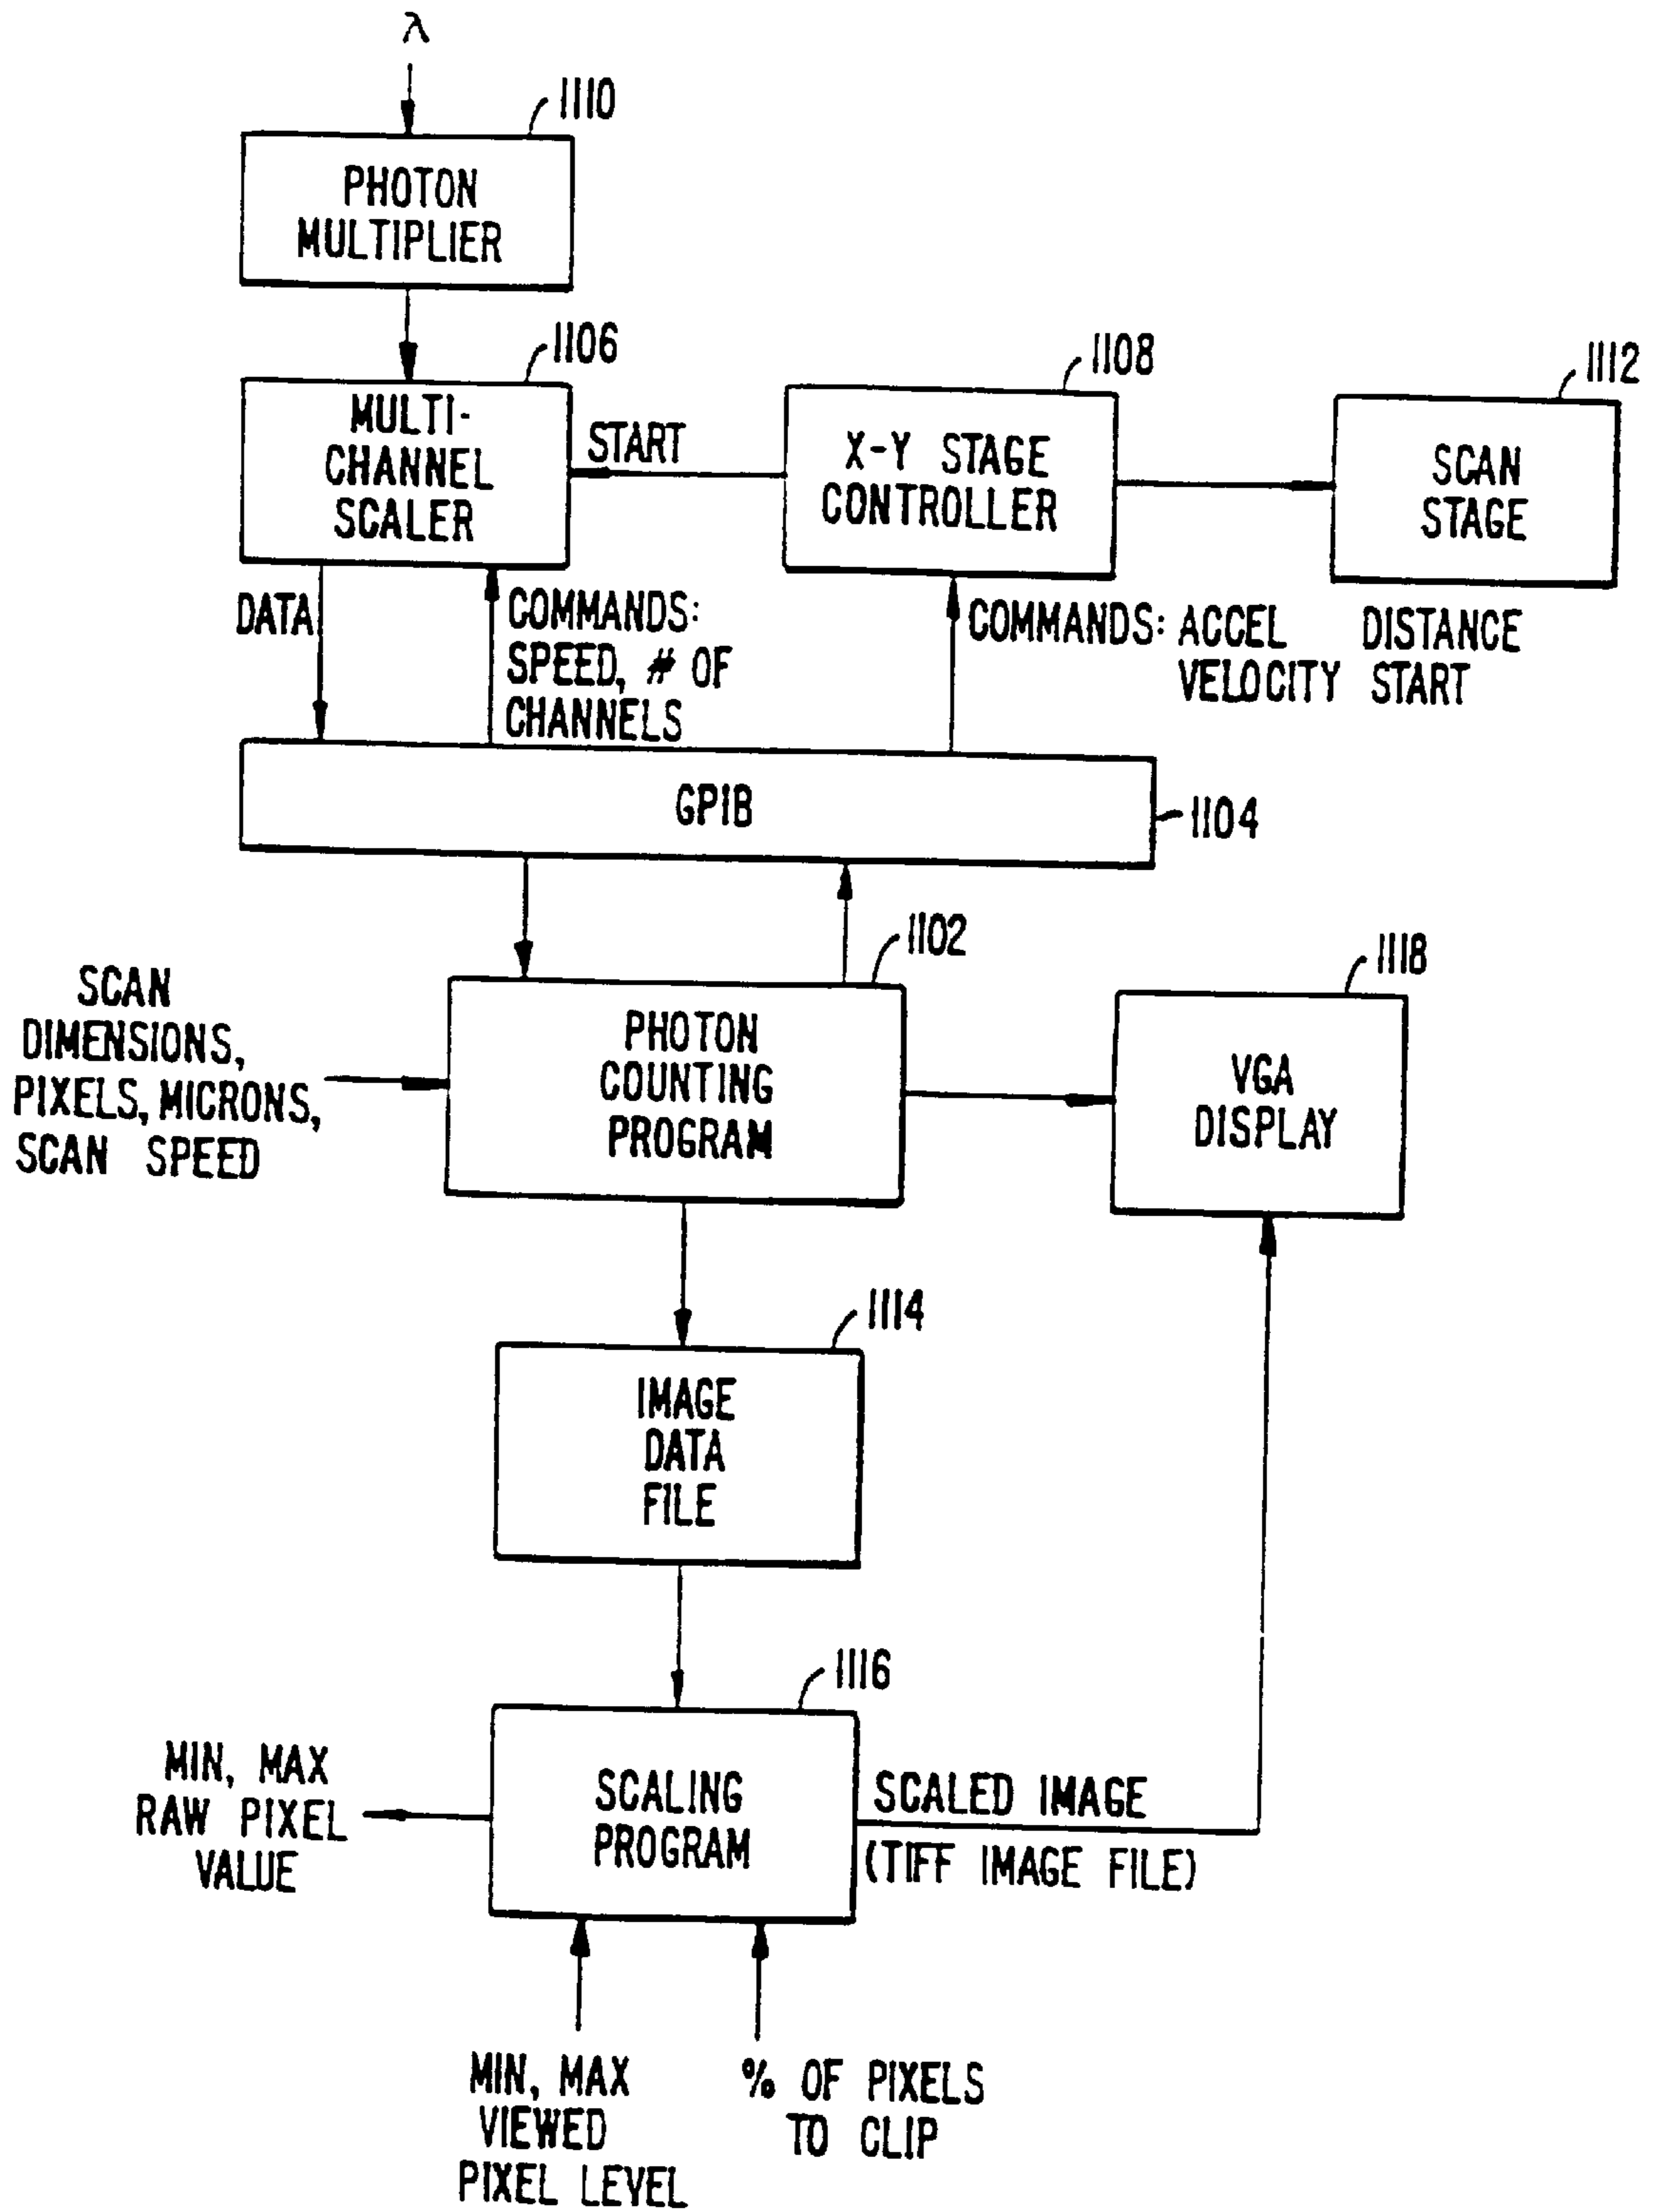 λ
1110
PHOTON
MULTIPLIER
1106
MULTI-
CHANNEL
SCALER
START
1108
X-Y STAGE
CONTROLLER
1112
SCAN
STAGE
DATA
COMMANDS:
SPEED, # OF
CHANNELS
COMMANDS: ACCEL DISTANCE
VELOCITY START
GPIB
1104
1102
SCAN
DIMENSIONS,
PIXELS, MICRONS,
SCAN SPEED
PHOTON
COUNTING
PROGRAM
1118
VGA
DISPLAY
1114
IMAGE
DATA
FILE
1116
MIN, MAX
RAW PIXEL
VALUE
SCALING
PROGRAM
SCALED IMAGE
(TIFF IMAGE FILE)
MIN, MAX
VIEWED
PIXEL LEVEL
% OF PIXELS
TO CLIP